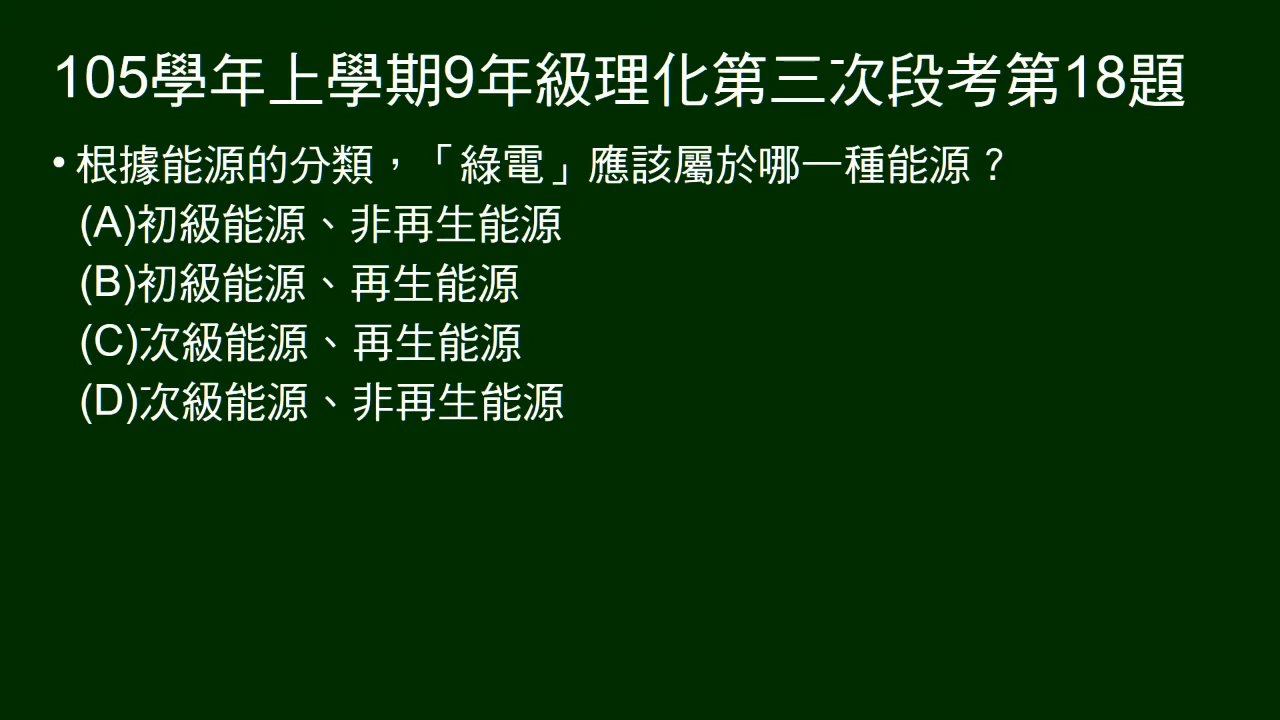 105學年上學期9年級理化第三次段考第18題
• 根據能源的分類，「綠電」應該屬於哪一種能源？
(A)初級能源、非再生能源
(B)初級能源、再生能源
(C)次級能源、再生能源
(D)次級能源、非再生能源